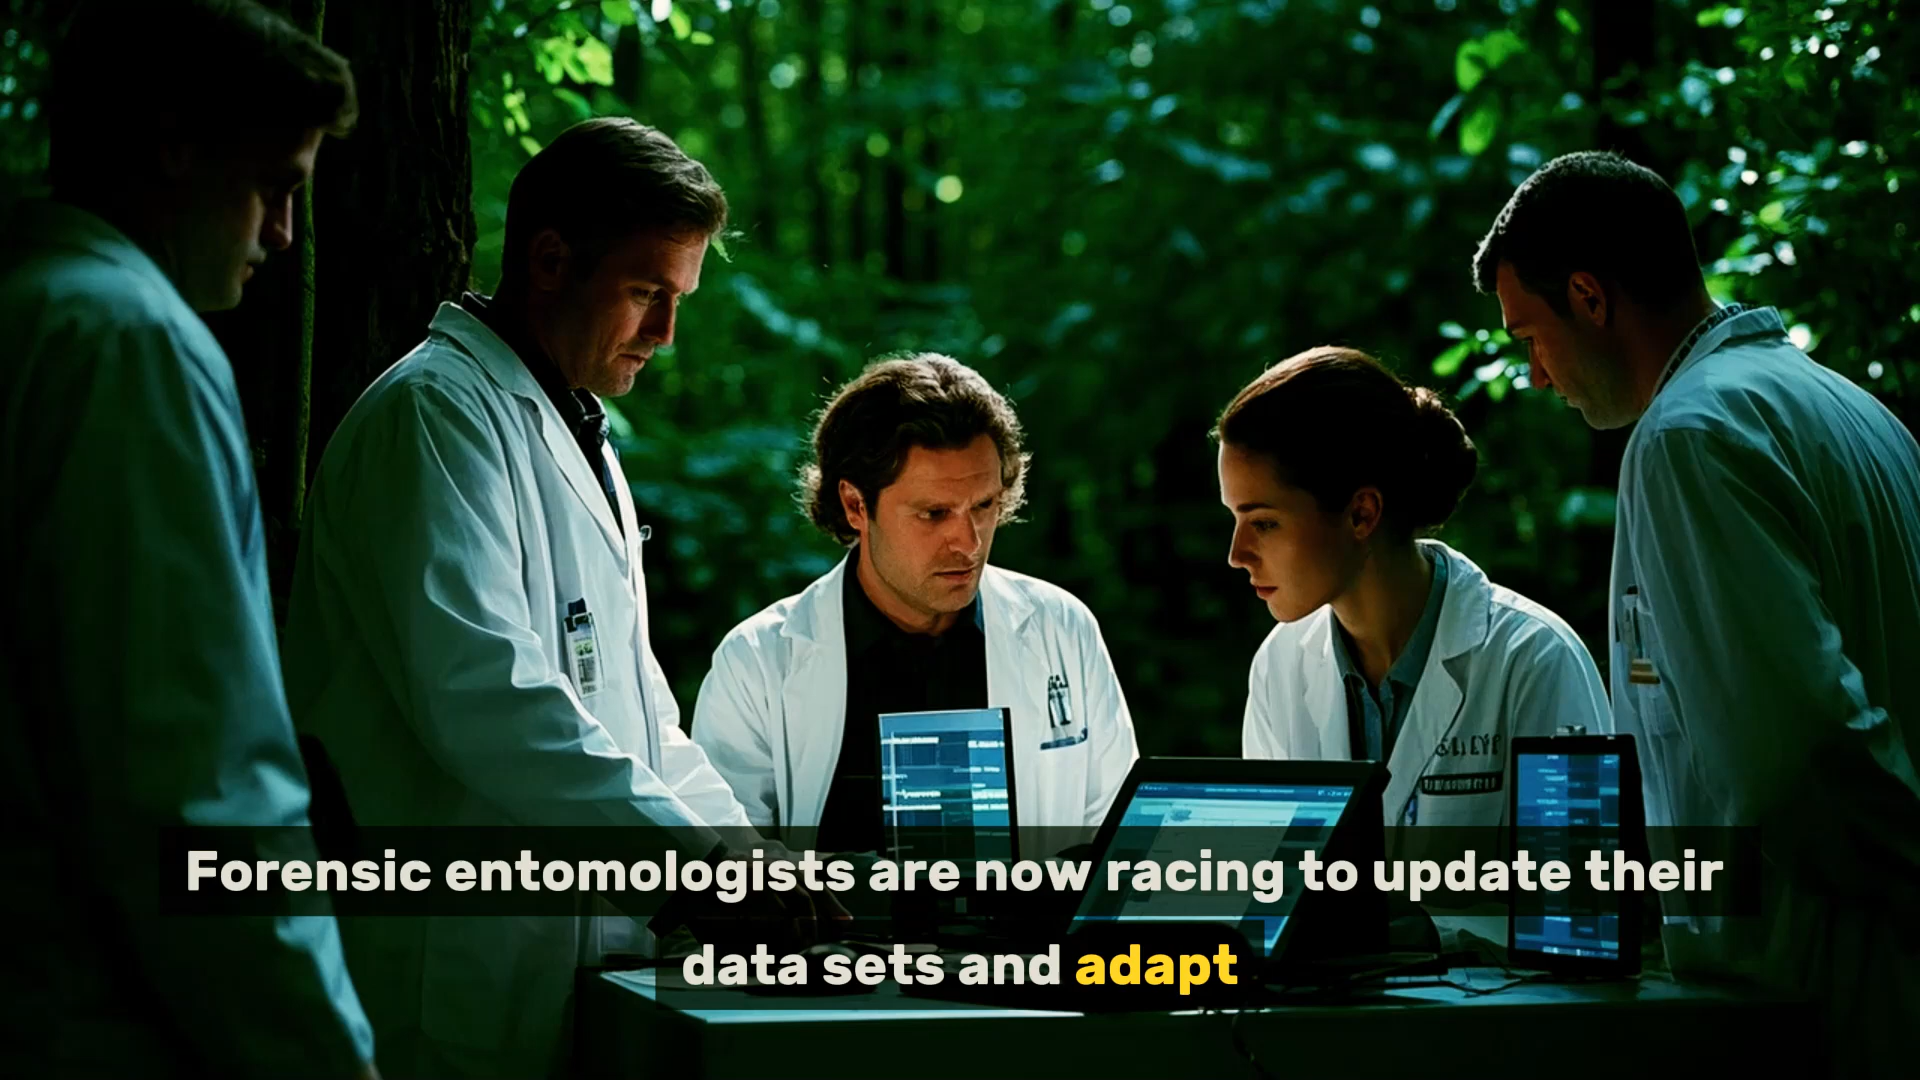 Forensic entomologists are now racing to update their
data sets and adapt